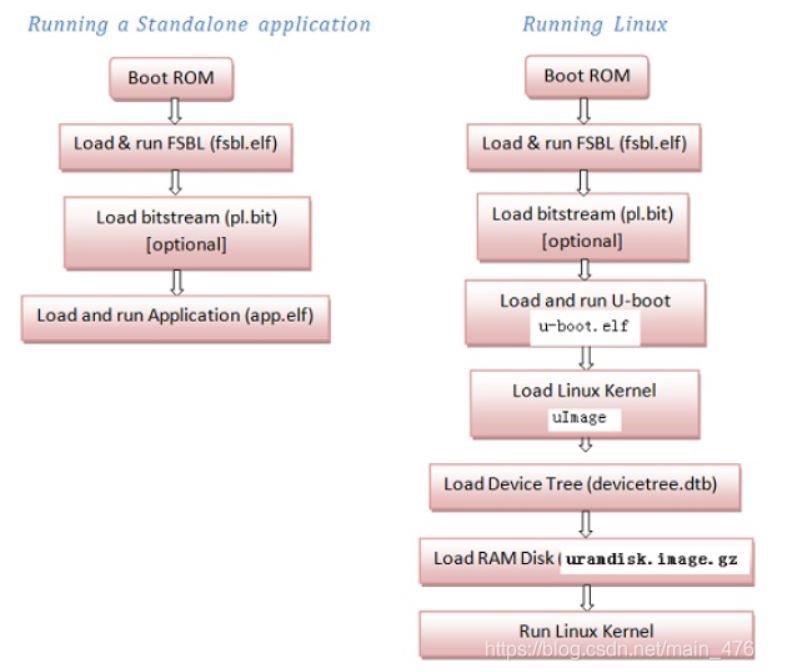 Running a Standalone application
Boot ROM
Load & run FSBL (fsbl.elf)
Load bitstream (pl.bit)
[optional]
Load and run Application (app.elf)
Running Linux
Boot ROM
Load & run FSBL (fsbl.elf)
Load bitstream (pl.bit)
[optional]
Load and run U-boot
u-boot.elf
Load Linux Kernel
uImage
Load Device Tree (devicetree.dtb)
Load RAM Disk (urandisk.image.gz
Run Linux Kernel
https://blog.csdn.net/main_476